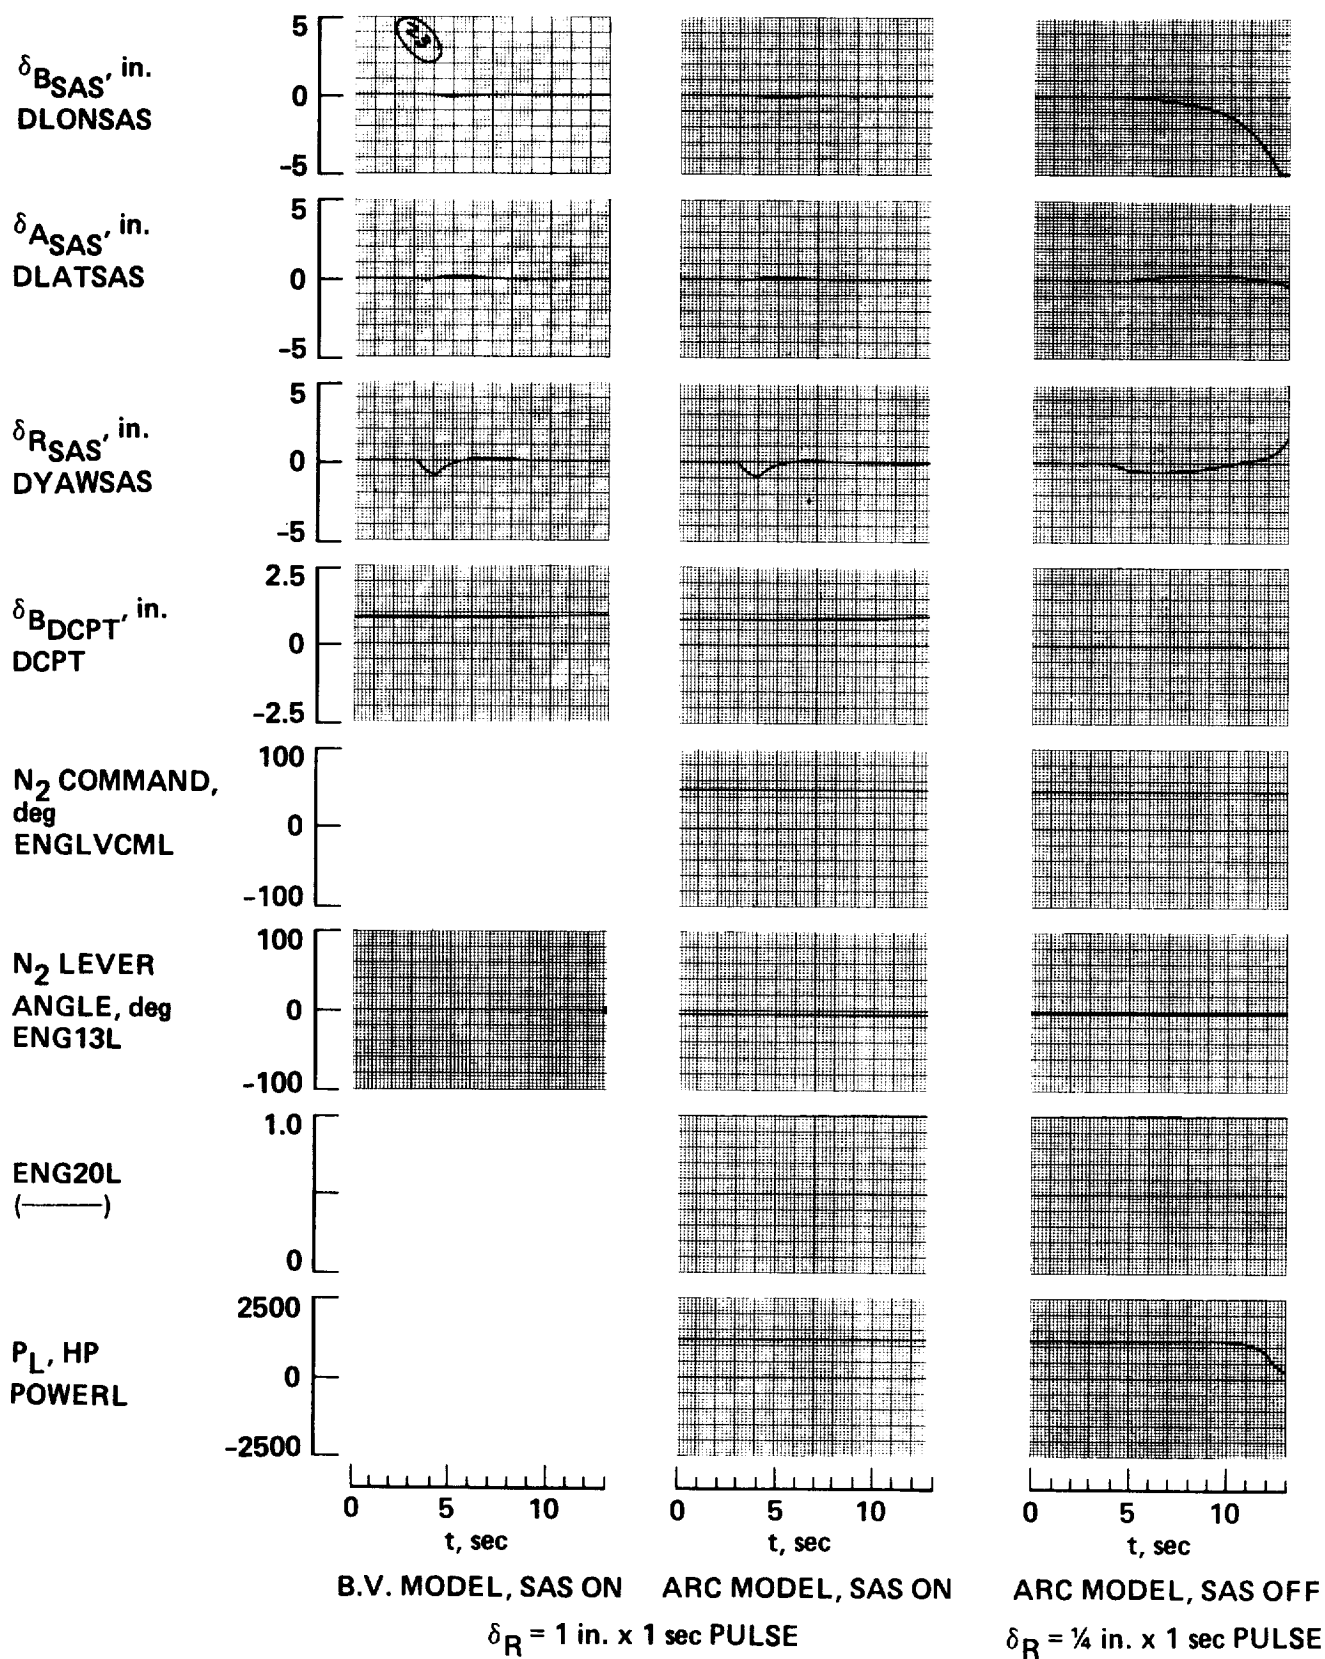 5
0
-5
δBSAS, in.
DLONSAS
5
0
-5
δASAS, in.
DLATSAS
5
0
-5
δRSAS, in.
DYAWSAS
2.5
0
-2.5
δBDCPT, in.
DCPT
100
0
-100
N2 COMMAND,
deg
ENGLVCML
100
0
-100
N2 LEVER
ANGLE, deg
ENG13L
1.0
0
ENG20L
(———)
2500
0
-2500
PL, HP
POWERL
0 5 10 0 5 10 0 5 10
t, sec t, sec t, sec
B.V. MODEL, SAS ON ARC MODEL, SAS ON ARC MODEL, SAS OFF
δR = 1 in. x 1 sec PULSE δR = ¼ in. x 1 sec PULSE